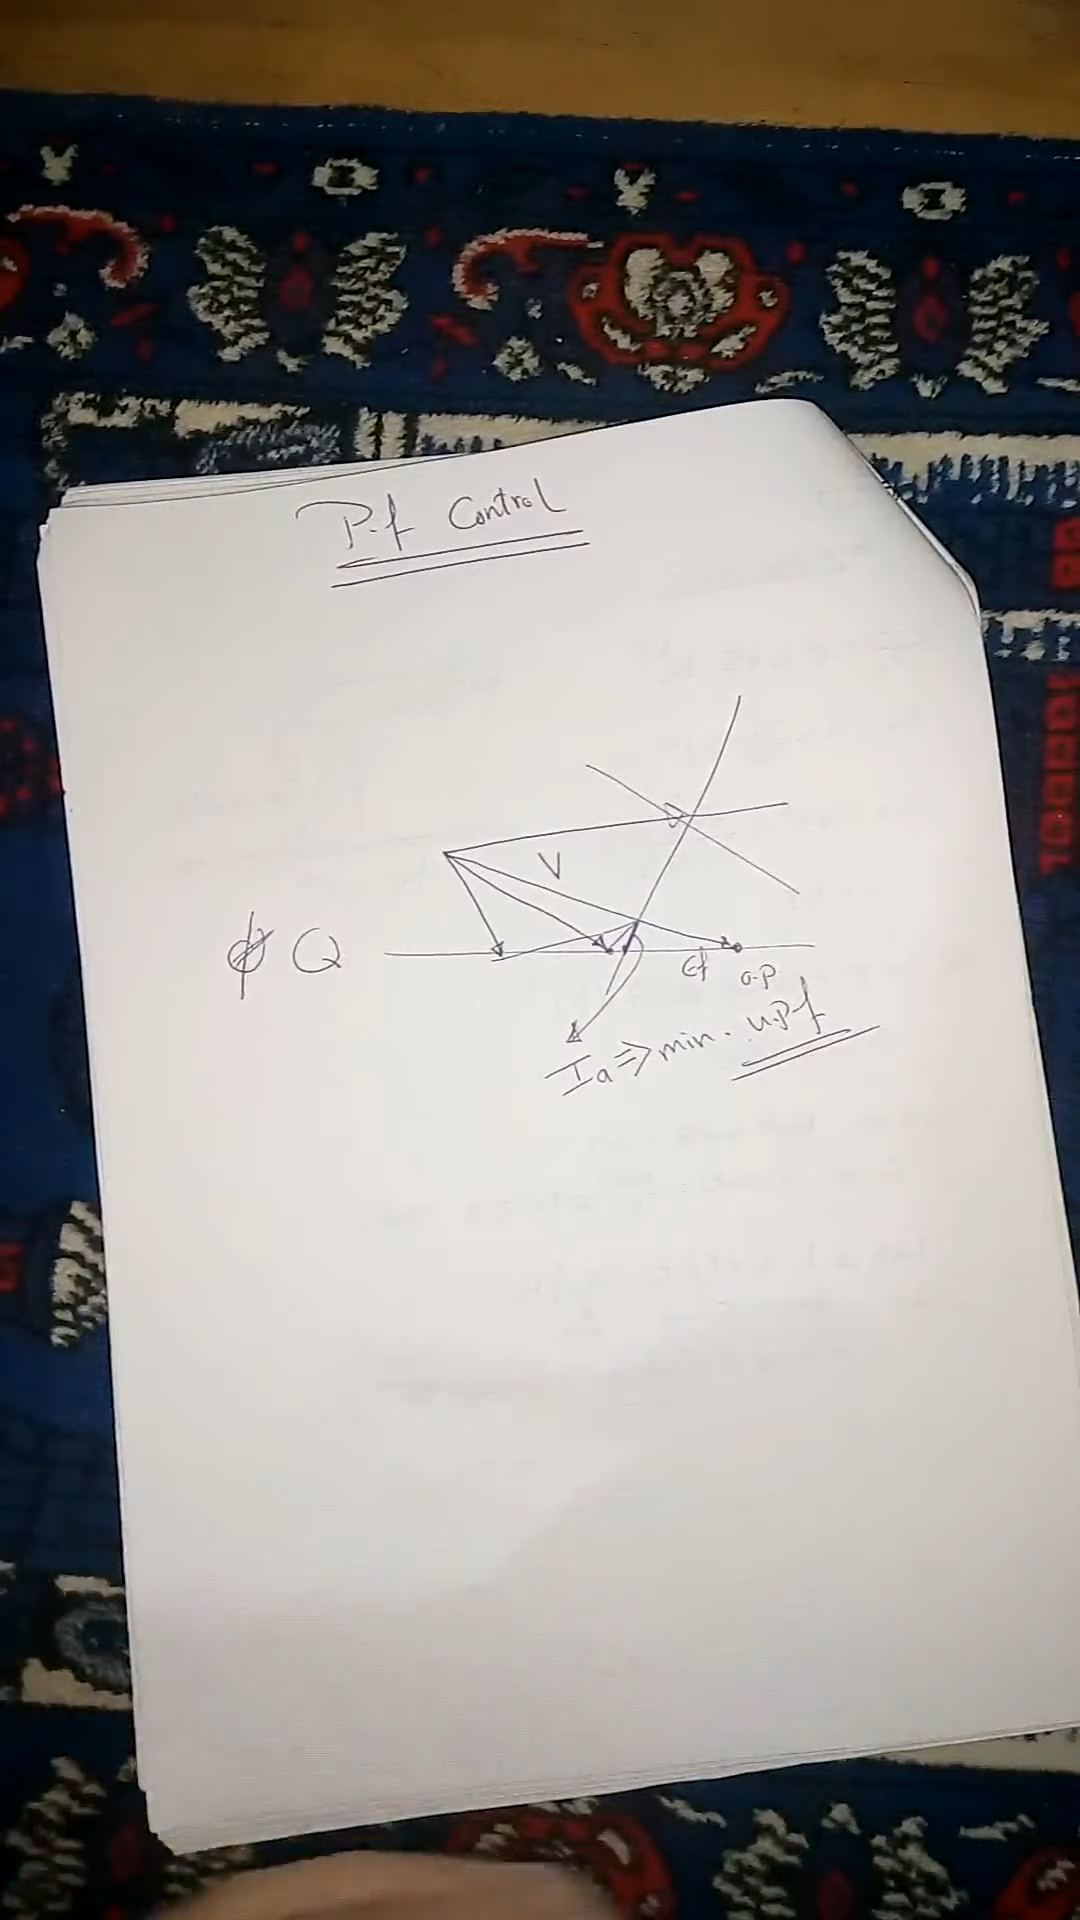 P.f Control
V
Q
Ef
o.p
Ia => min. u.p.f